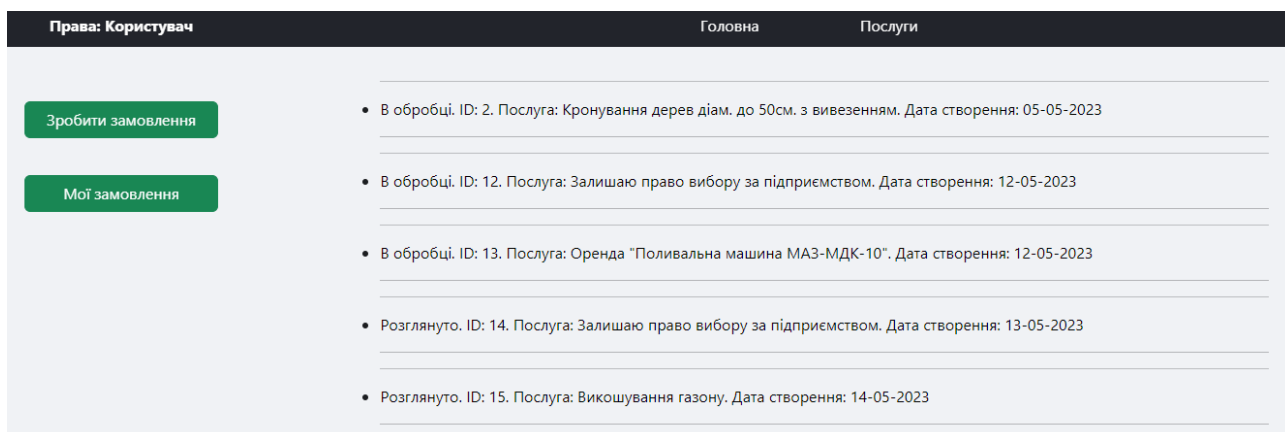 Права: Користувач
Головна
Послуги
Зробити замовлення
Мої замовлення
В обробці. ID: 2. Послуга: Кронування дерев діам. до 50см. з вивезенням. Дата створення: 05-05-2023
В обробці. ID: 12. Послуга: Залишаю право вибору за підприємством. Дата створення: 12-05-2023
В обробці. ID: 13. Послуга: Оренда "Поливальна машина МАЗ-МДК-10". Дата створення: 12-05-2023
Розглянуто. ID: 14. Послуга: Залишаю право вибору за підприємством. Дата створення: 13-05-2023
Розглянуто. ID: 15. Послуга: Викошування газону. Дата створення: 14-05-2023